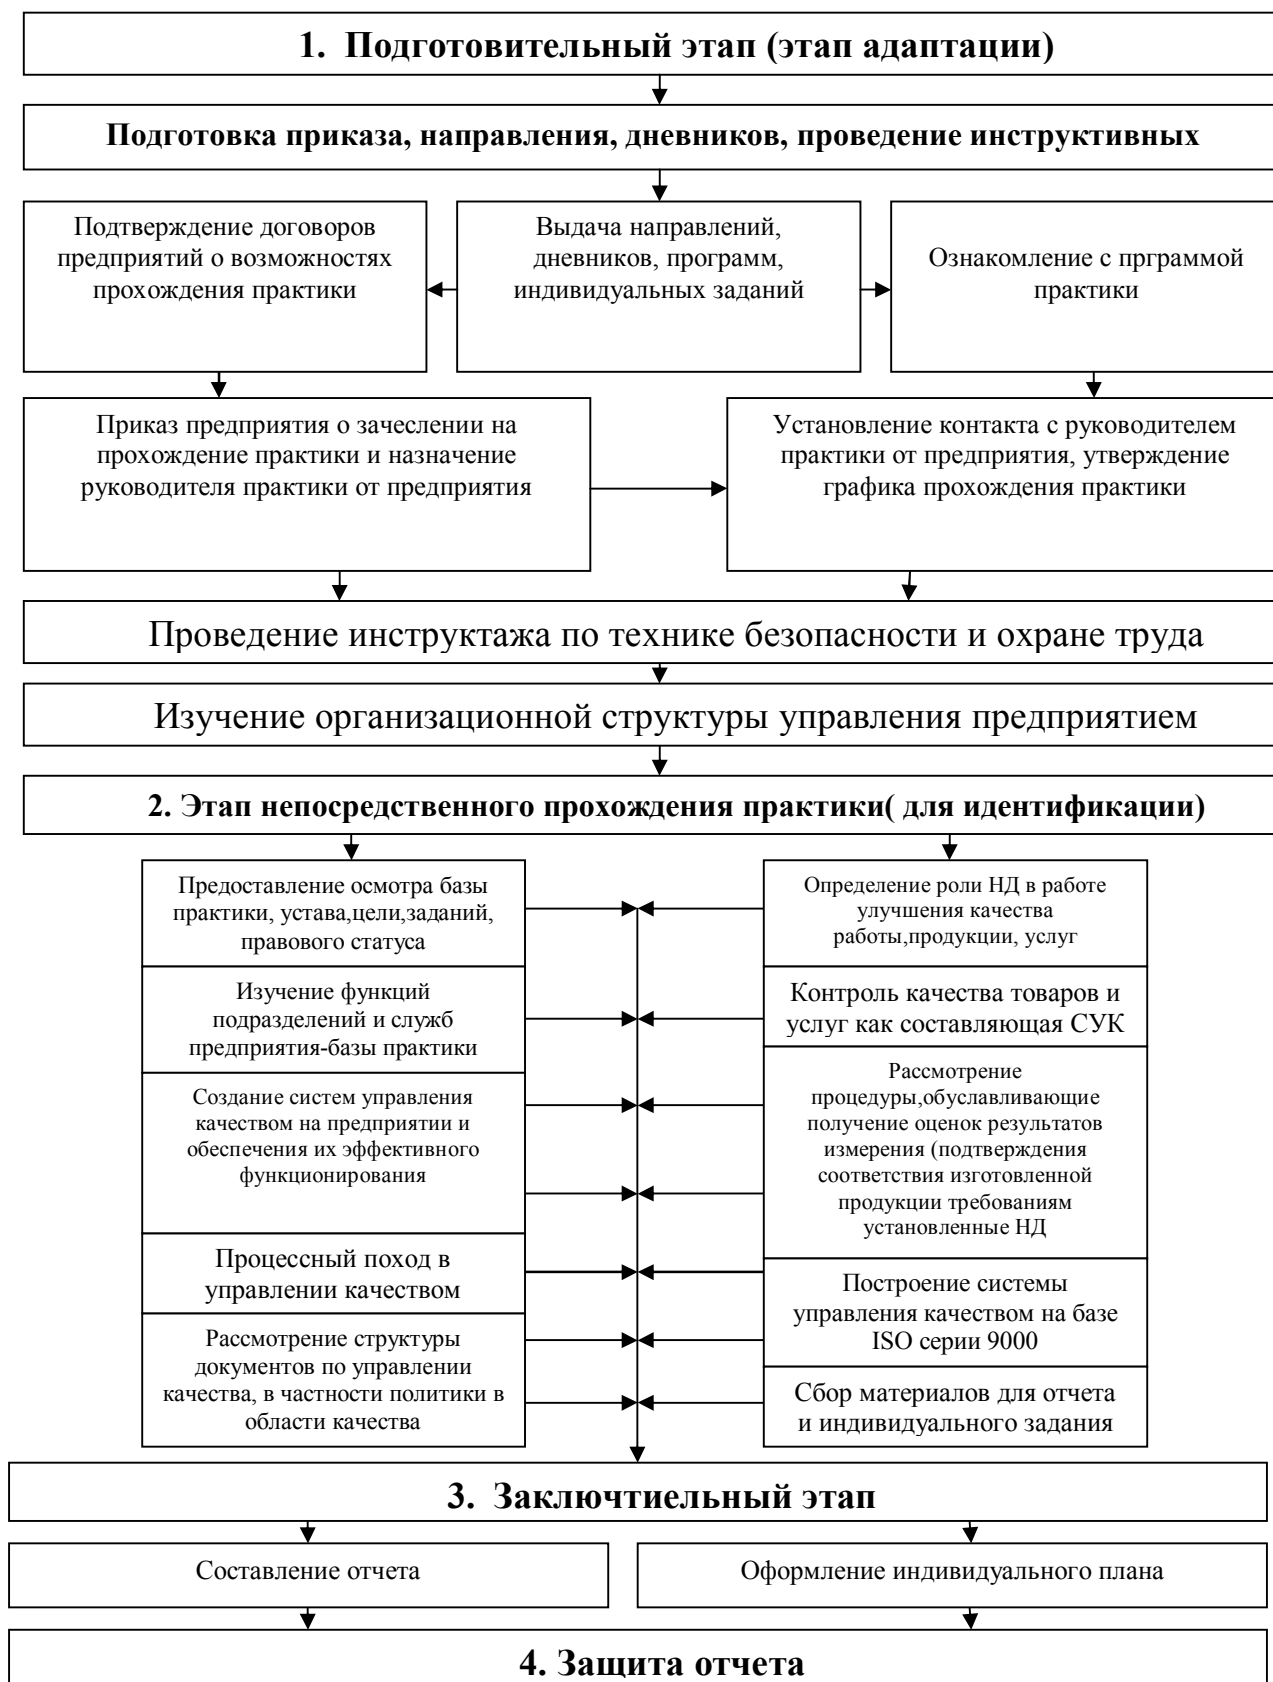 1. Подготовительный этап (этап адаптации)
Подготовка приказа, направления, дневников, проведение инструктивных
Подтверждение договоров
предприятий о возможностях
прохождения практики
Выдача направлений,
дневников, программ,
индивидуальных заданий
Ознакомление с прграммой
практики
Приказ предприятия о зачеслении на
прохождение практики и назначение
руководителя практики от предприятия
Установление контакта с руководителем
практики от предприятия, утверждение
графика прохождения практики
Проведение инструктажа по технике безопасности и охране труда
Изучение организационной структуры управления предприятием
2. Этап непосредственного прохождения практики( для идентификации)
Предоставление осмотра базы
практики, устава,цели,заданий,
правового статуса
Изучение функций
подразделений и служб
предприятия-базы практики
Создание систем управления
качеством на предприятии и
обеспечения их эффективного
функционирования
Процессный поход в
управлении качеством
Рассмотрение структуры
документов по управлении
качества, в частности политики в
области качества
Определение роли НД в работе
улучшения качества
работы,продукции, услуг
Контроль качества товаров и
услуг как составляющая СУК
Рассмотрение
процедуры,обуславливающие
получение оценок результатов
измерения (подтверждения
соответствия изготовленной
продукции требованиям
установленные НД
Построение системы
управления качеством на базе
ISO серии 9000
Сбор материалов для отчета
и индивидуального задания
3. Заключтиельный этап
Составление отчета
Оформление индивидуального плана
4. Защита отчета